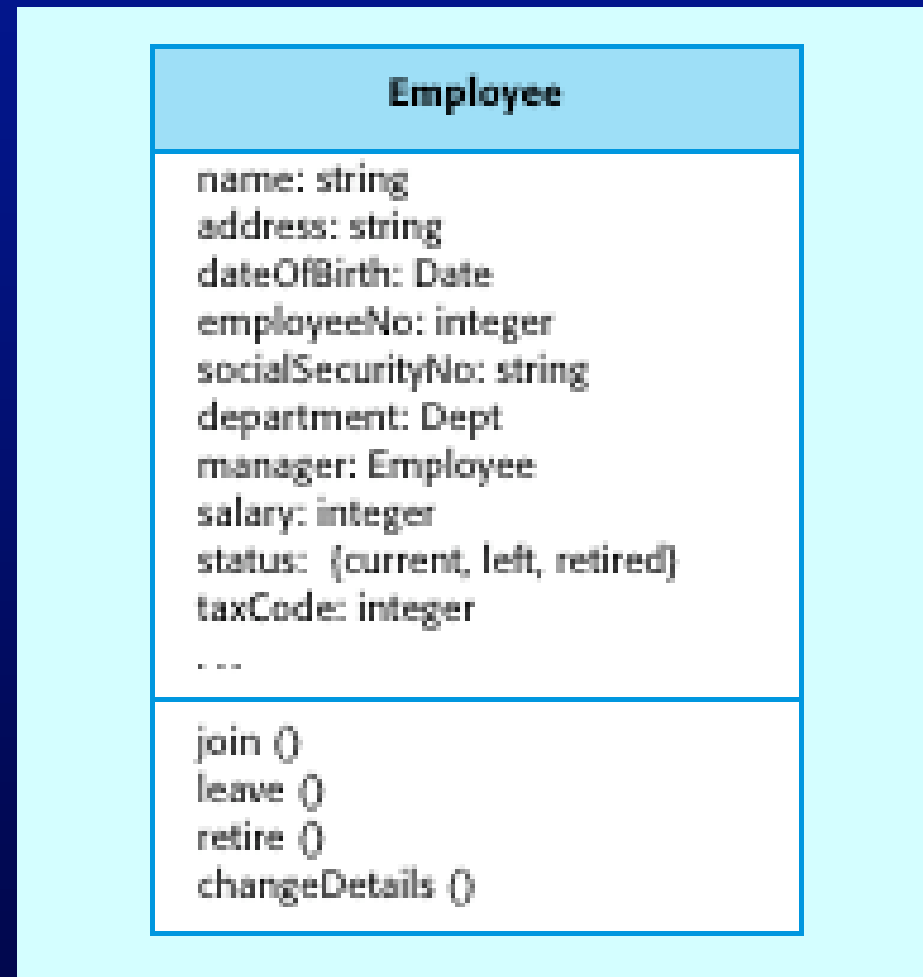 Employee
name: string
address: string
dateOfBirth: Date
employeeNo: integer
socialSecurityNo: string
department: Dept
manager: Employee
salary: integer
status: {current, left, retired}
taxCode: integer
. . .
join ()
leave ()
retire ()
changeDetails ()